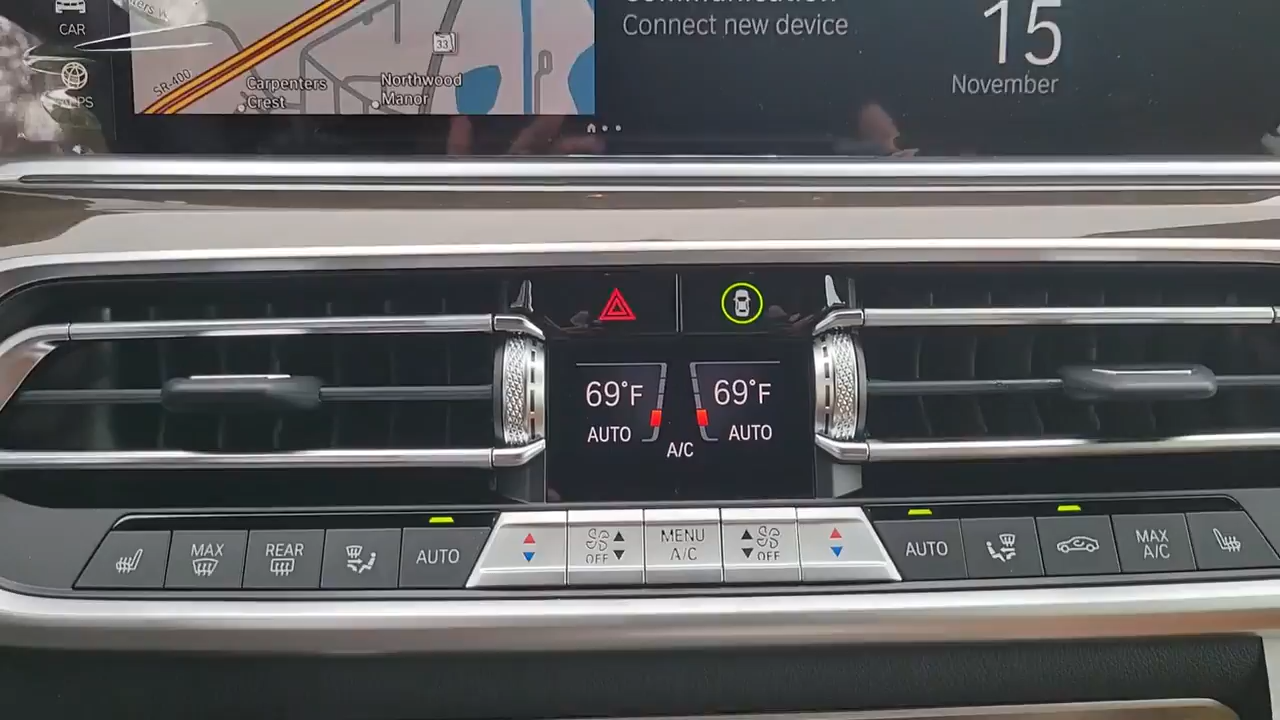 CAR
SR-400
Carpenters
Crest
33
Northwood
Manor
Connect new device
15
November
69°F
AUTO
69°F
AUTO
A/C
MAX
REAR
AUTO
OFF
MENU
A/C
OFF
AUTO
MAX
A/C